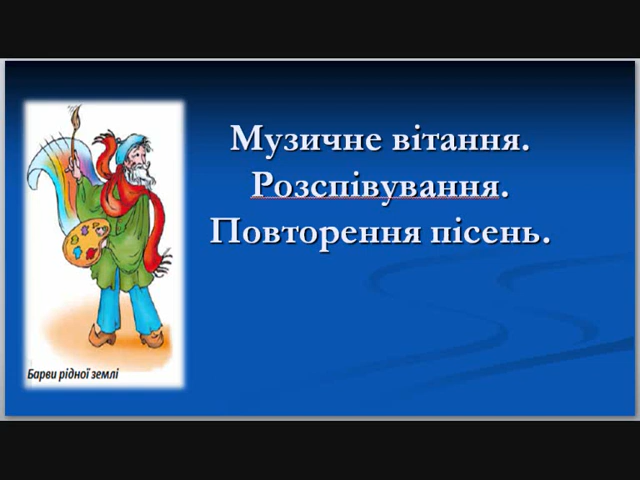 Музичне вітання.
Розспівування.
Повторення пісень.
Барви рідної землі